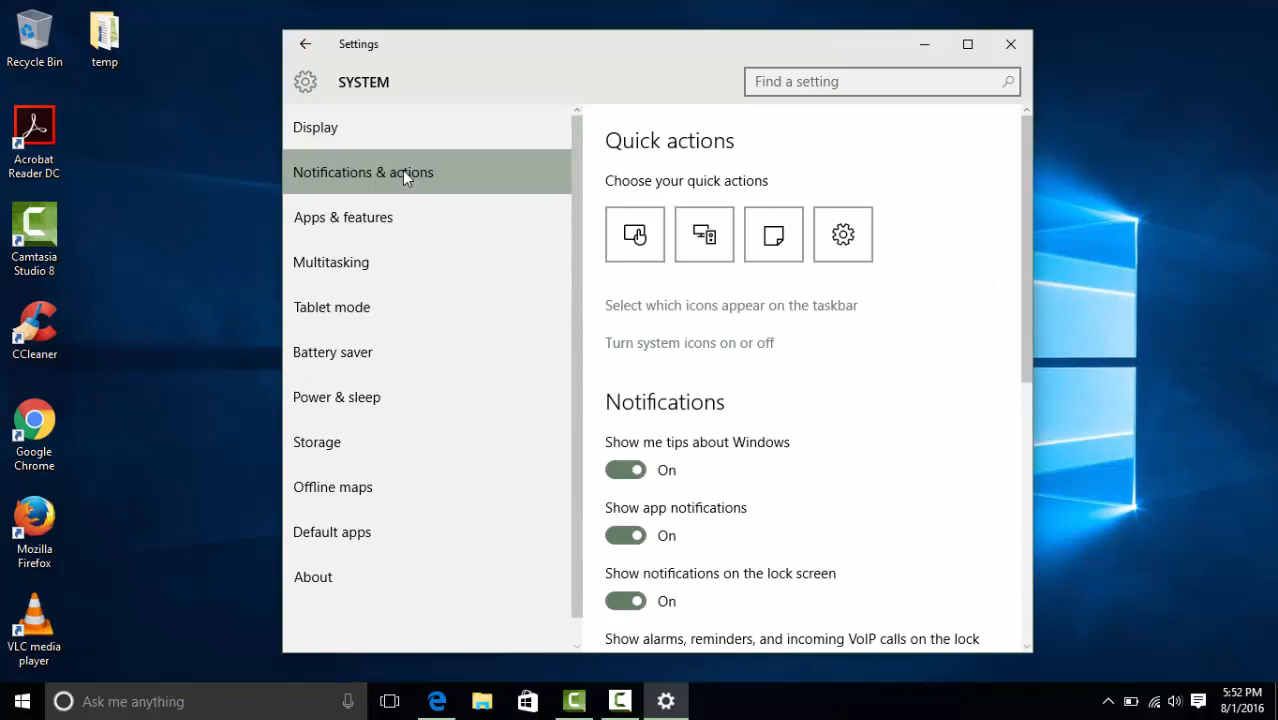 Recycle Bin
temp
Acrobat
Reader DC
Camtasia
Studio 8
CCleaner
Google
Chrome
Mozilla
Firefox
VLC media
player
Settings
SYSTEM
Find a setting
Display
Notifications & actions
Apps & features
Multitasking
Tablet mode
Battery saver
Power & sleep
Storage
Offline maps
Default apps
About
Quick actions
Choose your quick actions
Select which icons appear on the taskbar
Turn system icons on or off
Notifications
Show me tips about Windows
On
Show app notifications
On
Show notifications on the lock screen
On
Show alarms, reminders, and incoming VoIP calls on the lock
Ask me anything
5:52 PM
8/1/2016